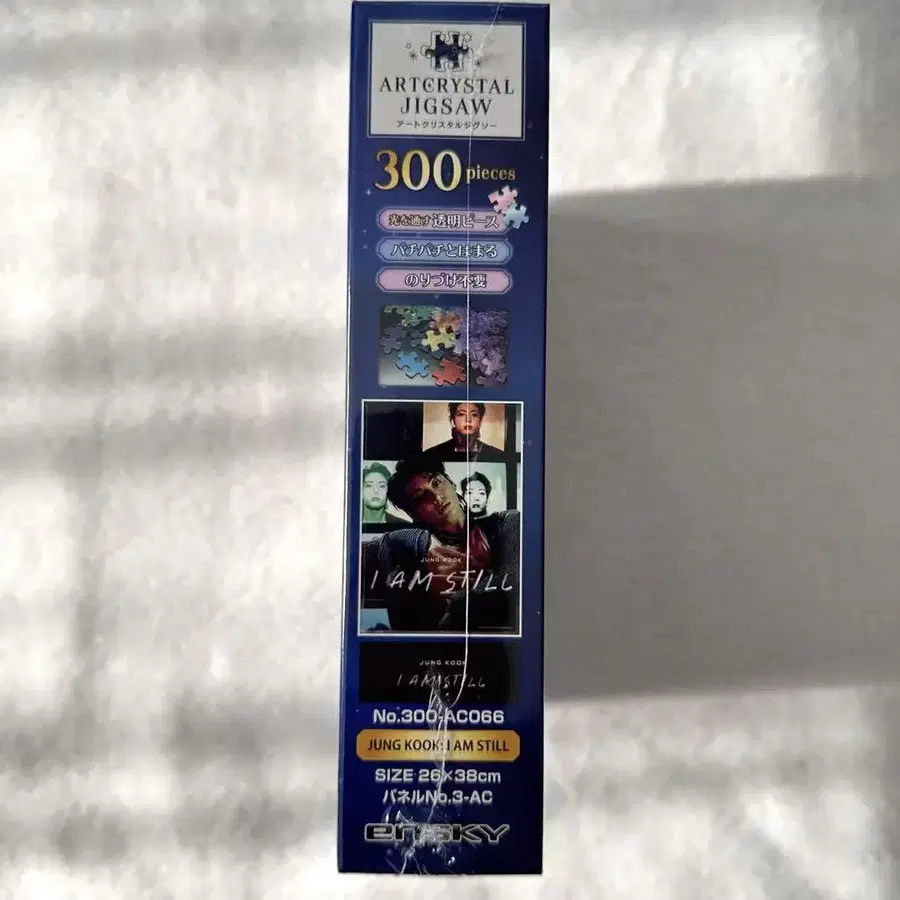 ARTCRYSTAL
JIGSAW
アートクリスタルジグソー
300 pieces
光を通す透明ピース
パチパチとはまる
のりづけ不要
JUNG KOOK
I AM STILL
JUNG KOOK
I AM STILL
No.300-AC066
JUNG KOOK: I AM STILL
SIZE 26×38cm
パネルNo.3-AC
ensKY